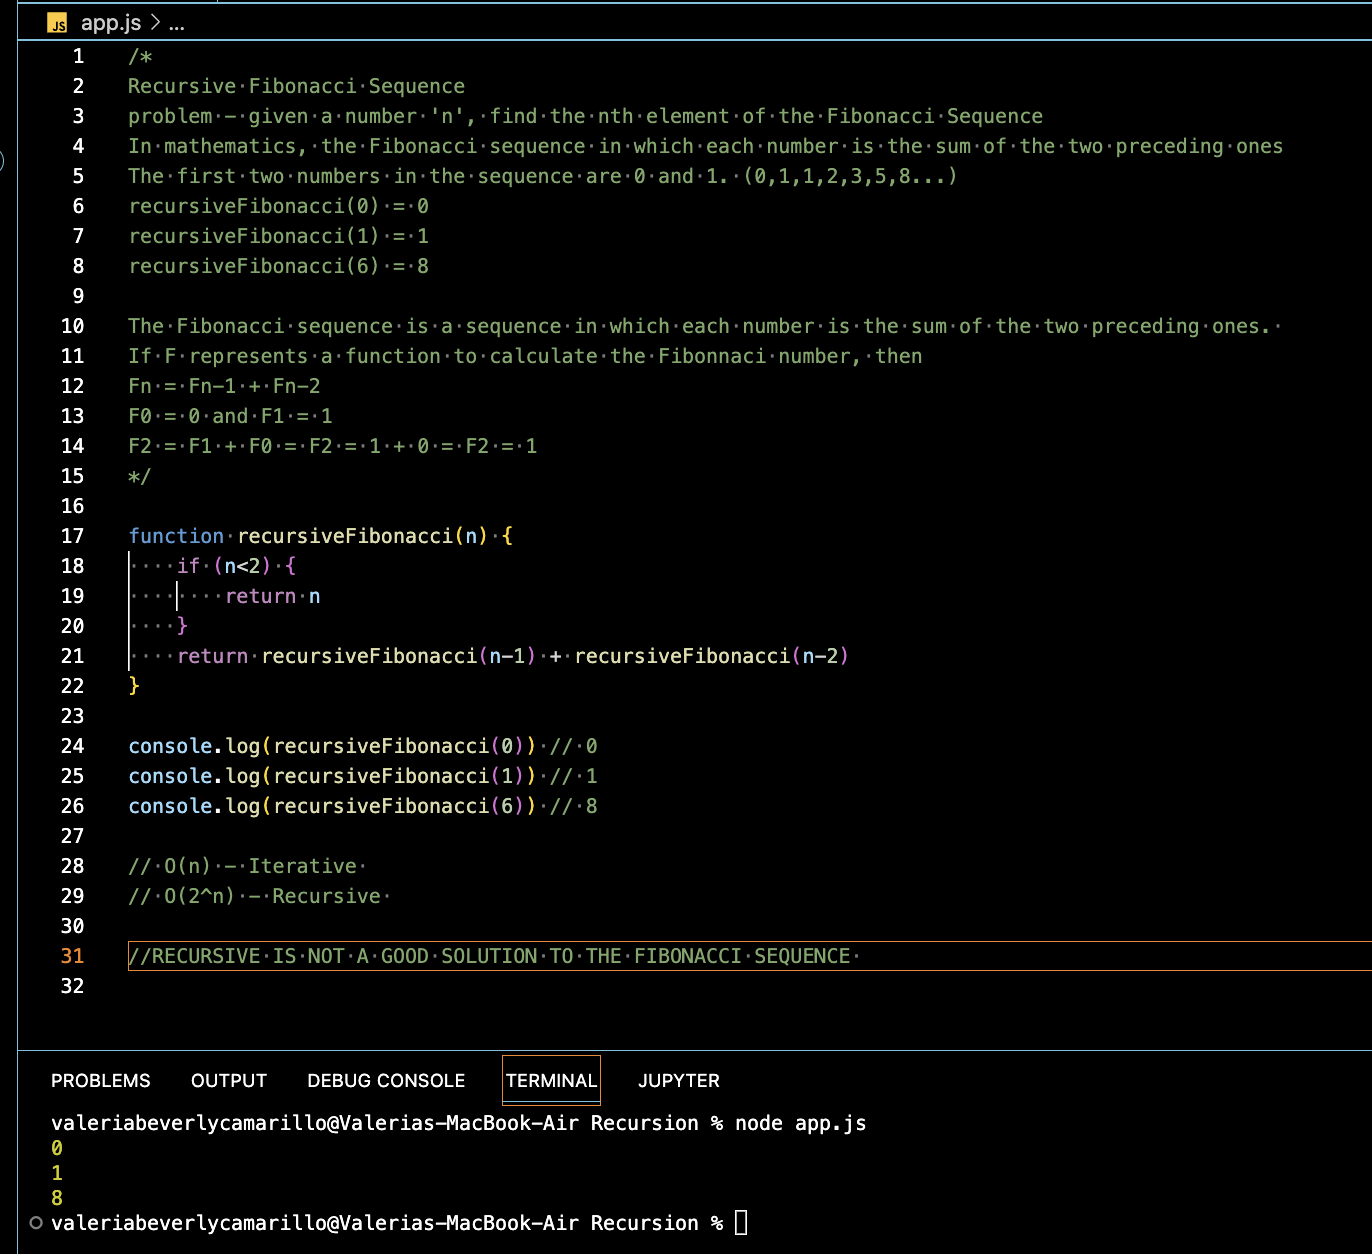 JS app.js > ...
1 /*
2 Recursive Fibonacci Sequence
3 problem - given a number 'n', find the nth element of the Fibonacci Sequence
4 In mathematics, the Fibonacci sequence in which each number is the sum of the two preceding ones
5 The first two numbers in the sequence are 0 and 1. (0,1,1,2,3,5,8...)
6 recursiveFibonacci(0) = 0
7 recursiveFibonacci(1) = 1
8 recursiveFibonacci(6) = 8
9
10 The Fibonacci sequence is a sequence in which each number is the sum of the two preceding ones.
11 If F represents a function to calculate the Fibonnaci number, then
12 Fn = Fn-1 + Fn-2
13 F0 = 0 and F1 = 1
14 F2 = F1 + F0 = F2 = 1 + 0 = F2 = 1
15 */
16
17 function recursiveFibonacci(n) {
18     if (n<2) {
19         return n
20     }
21     return recursiveFibonacci(n-1) + recursiveFibonacci(n-2)
22 }
23
24 console.log(recursiveFibonacci(0)) // 0
25 console.log(recursiveFibonacci(1)) // 1
26 console.log(recursiveFibonacci(6)) // 8
27
28 // O(n) - Iterative
29 // O(2^n) - Recursive
30
31 //RECURSIVE IS NOT A GOOD SOLUTION TO THE FIBONACCI SEQUENCE
32
PROBLEMS OUTPUT DEBUG CONSOLE TERMINAL JUPYTER
valeriabeverlycamarillo@Valerias-MacBook-Air Recursion % node app.js
0
1
8
valeriabeverlycamarillo@Valerias-MacBook-Air Recursion %